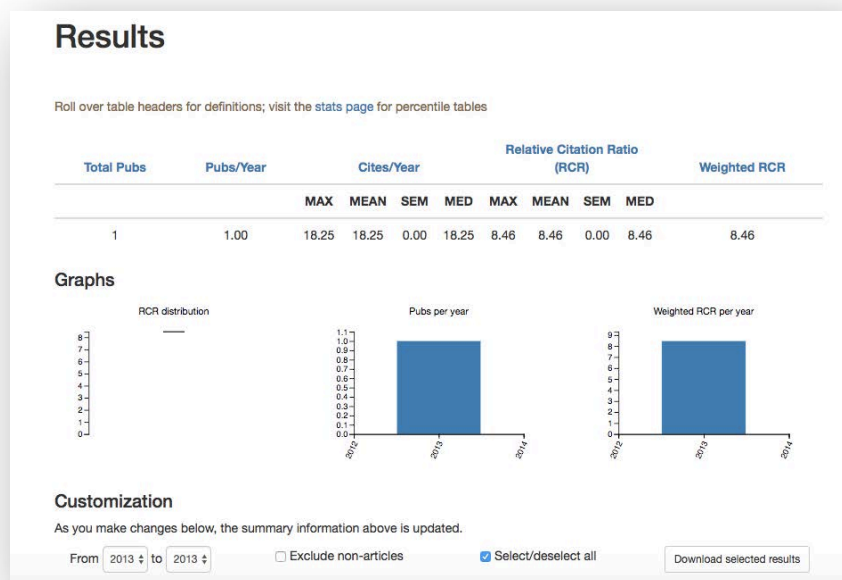 Results
Roll over table headers for definitions; visit the stats page for percentile tables
Total Pubs Pubs/Year Cites/Year Relative Citation Ratio (RCR) Weighted RCR
MAX MEAN SEM MED MAX MEAN SEM MED
1 1.00 18.25 18.25 0.00 18.25 8.46 8.46 0.00 8.46 8.46
Graphs
RCR distribution
8
7
6
5
4
3
2
1
0
Pubs per year
1.1
1.0
0.9
0.8
0.7
0.6
0.5
0.4
0.3
0.2
0.1
0.0
2012 2013 2014
Weighted RCR per year
9
8
7
6
5
4
3
2
1
0
2012 2013 2014
Customization
As you make changes below, the summary information above is updated.
From 2013 to 2013 Exclude non-articles Select/deselect all Download selected results